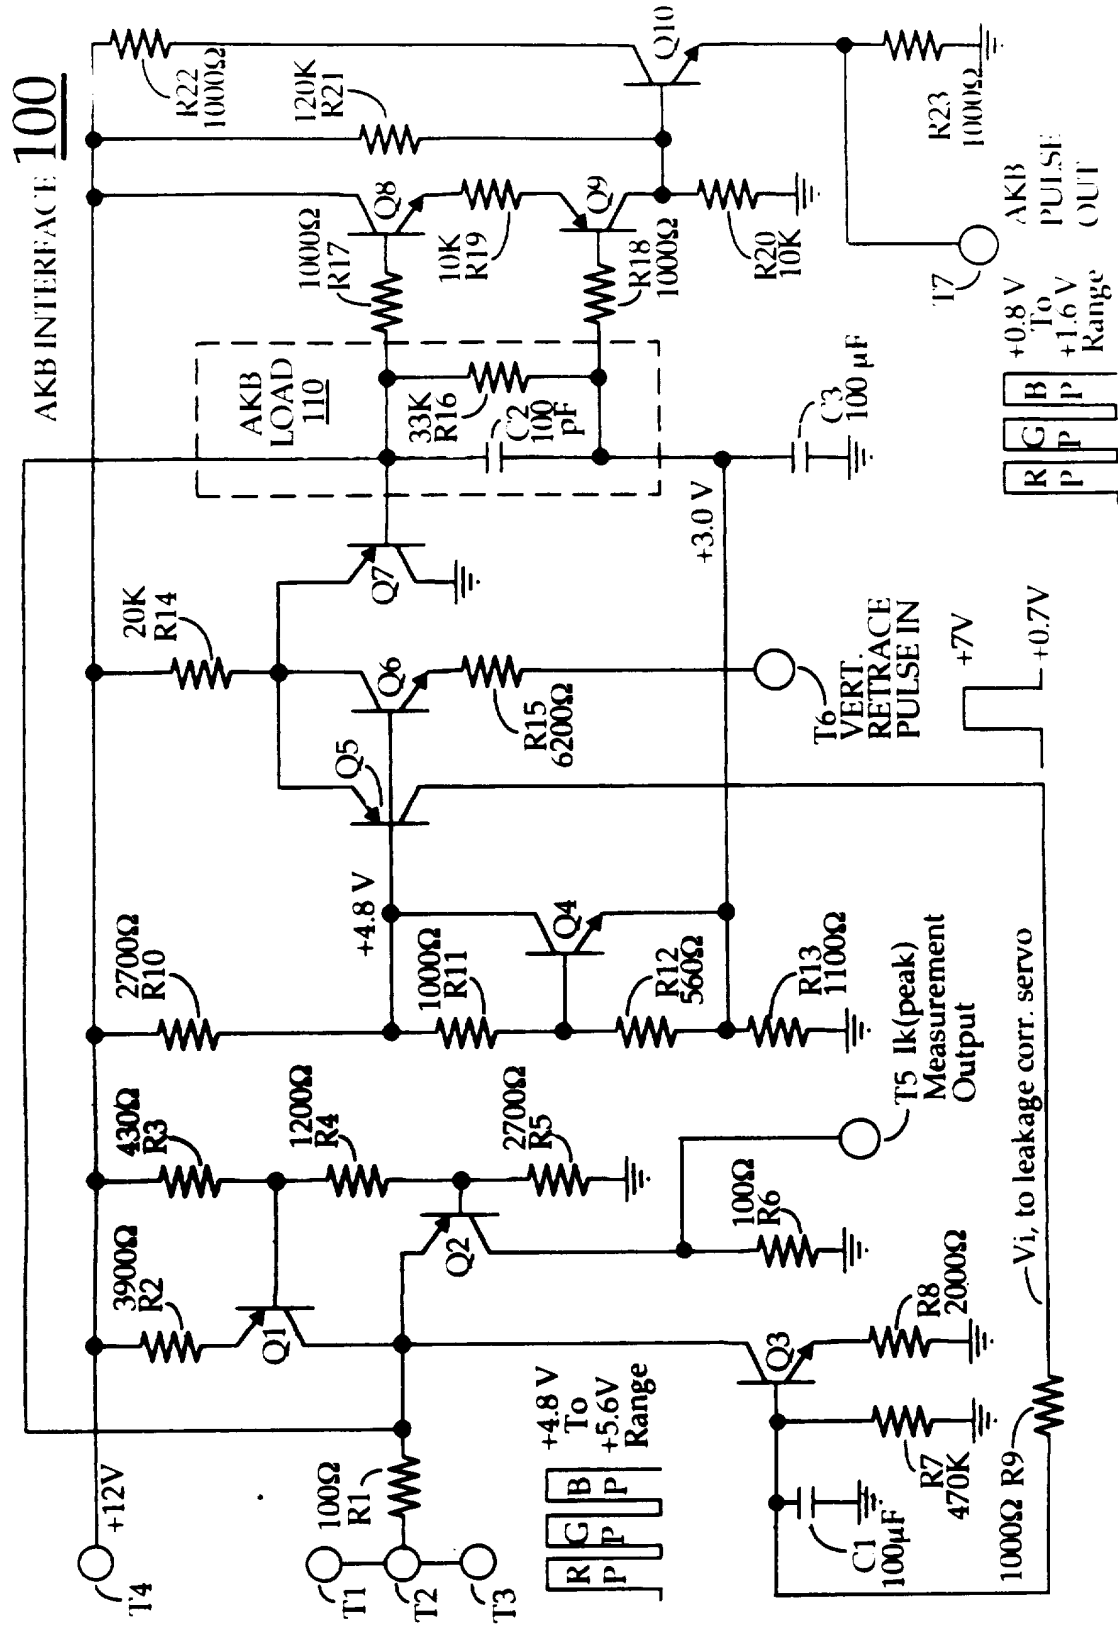 AKB INTERFACE 100
T4
+12V
3900Ω
R2
430Ω
R3
1200Ω
R4
2700Ω
R5
Q1
Q2
T1
T2
T3
100Ω
R1
R G B
P P P
+4.8 V
To
+5.6V
Range
100Ω
R6
T5 Ik(peak)
Measurement
Output
Q3
R8
2000Ω
R7
470K
C1
100µF
1000Ω R9
Vi, to leakage corr. servo
2700Ω
R10
+4.8 V
1000Ω
R11
Q4
R12
560Ω
R13
1100Ω
Q5
20K
R14
Q6
R15
6200Ω
Q7
T6
VERT.
RETRACE
PULSE IN
+7V
+0.7V
+3.0 V
AKB
LOAD
110
33K
R16
C2
100
pF
C3
100 µF
1000Ω
R17
Q8
10K
R19
Q9
R18
1000Ω
R20
10K
120K
R21
R22
1000Ω
Q10
R23
1000Ω
T7
AKB
PULSE
OUT
R G B
P P P
+0.8 V
To
+1.6 V
Range